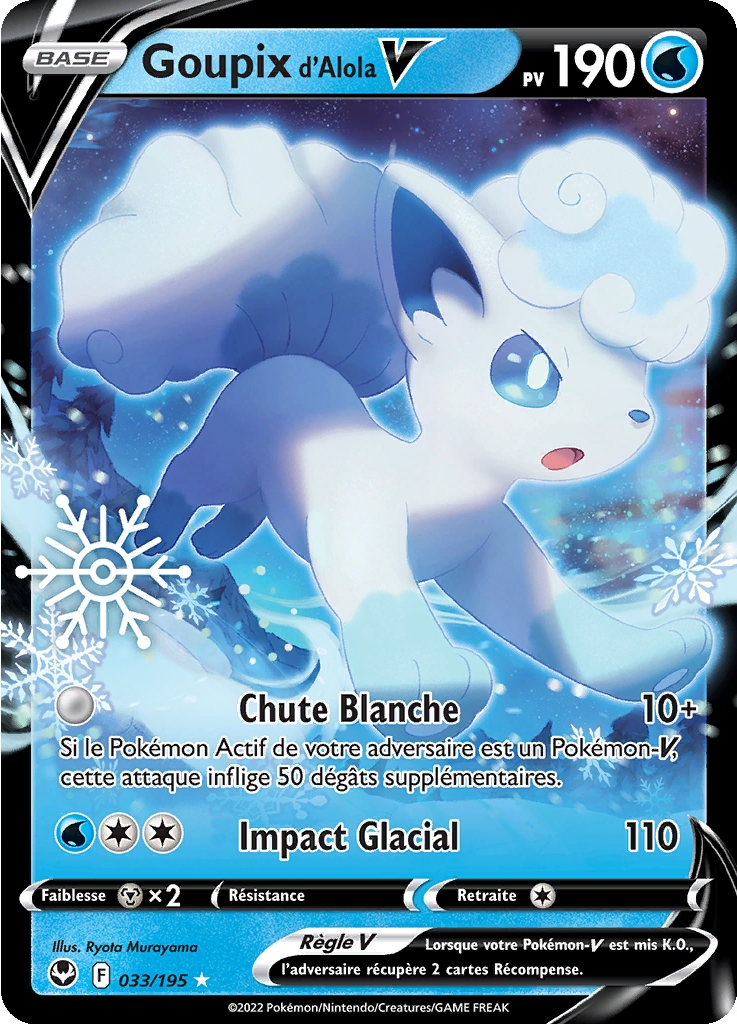 BASE
Goupix d'Alola V PV 190
Chute Blanche 10+
Si le Pokémon Actif de votre adversaire est un Pokémon-V,
cette attaque inflige 50 dégâts supplémentaires.
Impact Glacial 110
Faiblesse ×2 Résistance Retraite
Illus. Ryota Murayama
Règle V Lorsque votre Pokémon-V est mis K.O.,
l'adversaire récupère 2 cartes Récompense.
F 033/195 ★
©2022 Pokémon/Nintendo/Creatures/GAME FREAK